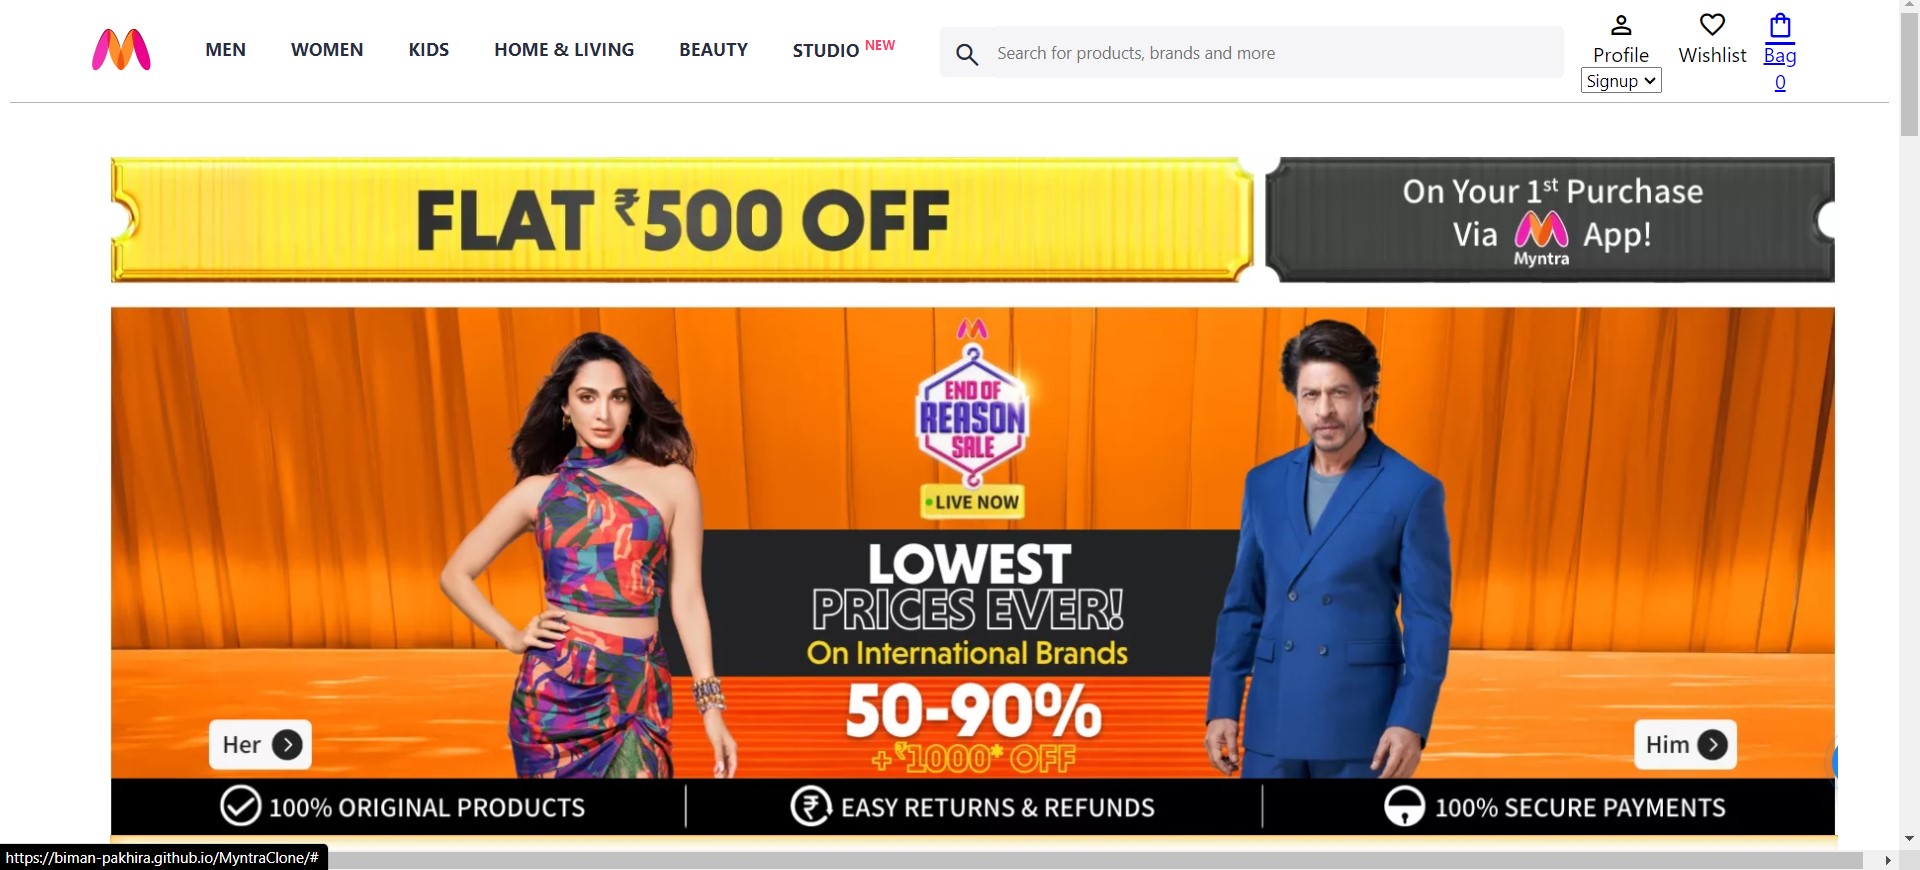 MEN WOMEN KIDS HOME & LIVING BEAUTY STUDIO NEW
Search for products, brands and more
Profile
Signup
Wishlist
Bag
0
FLAT ₹500 OFF
On Your 1st Purchase
Via App!
Myntra
END OF
REASON
SALE
LIVE NOW
LOWEST
PRICES EVER!
On International Brands
50-90%
+₹1000* OFF
Her
Him
100% ORIGINAL PRODUCTS
EASY RETURNS & REFUNDS
100% SECURE PAYMENTS
https://biman-pakhira.github.io/MyntraClone/#